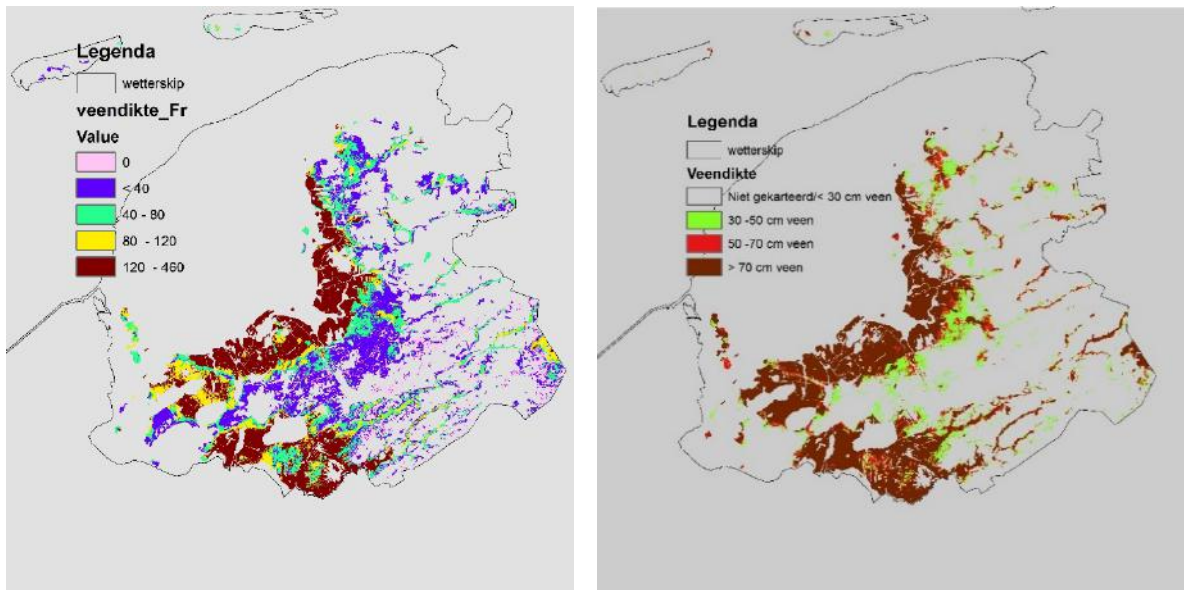 Legenda
wetterskip
veendikte_Fr
Value
0
< 40
40 - 80
80 - 120
120 - 460
Legenda
wetterskip
Veendikte
Niet gekarteerd/< 30 cm veen
30 -50 cm veen
50 -70 cm veen
> 70 cm veen